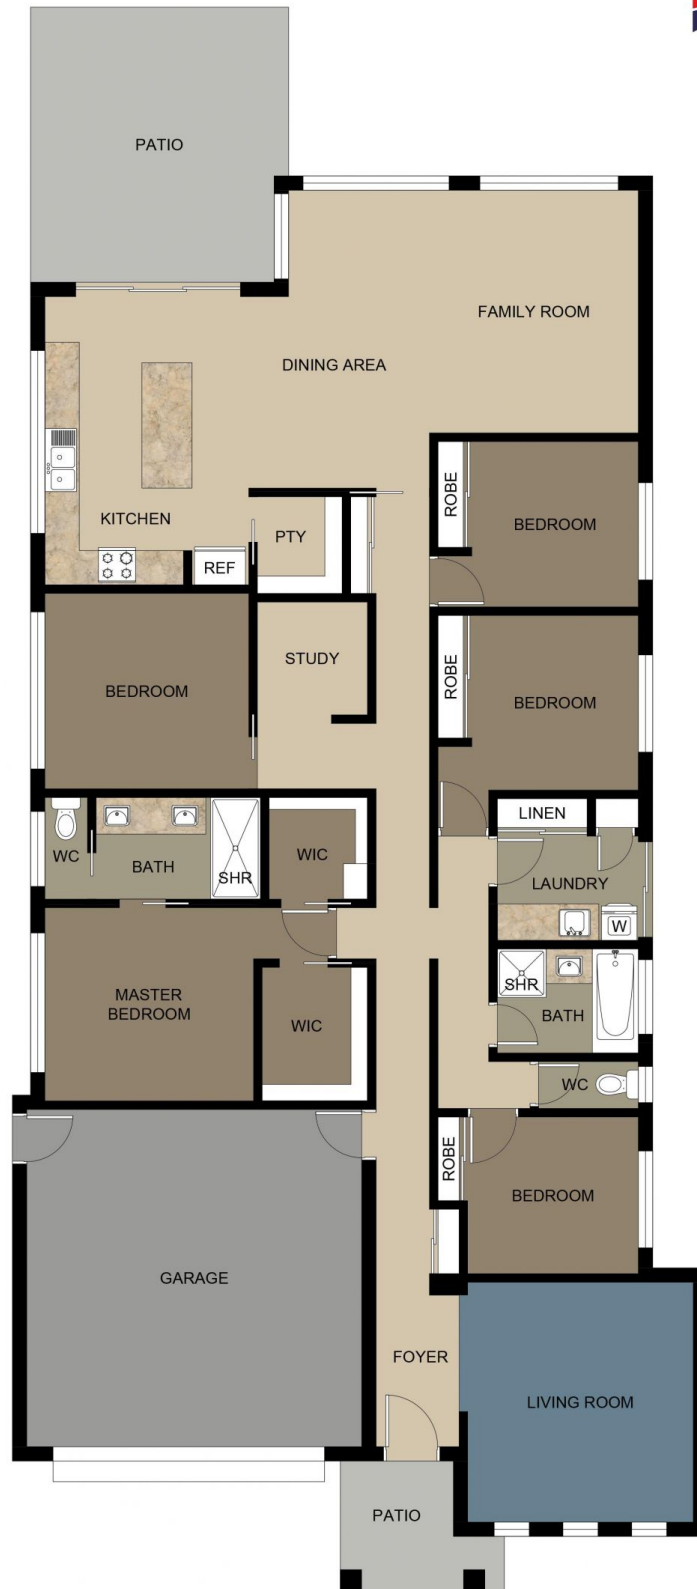 PATIO
FAMILY ROOM
DINING AREA
ROBE
BEDROOM
KITCHEN
PTY
REF
STUDY
BEDROOM
ROBE
BEDROOM
LINEN
WC
BATH
SHR
WIC
LAUNDRY
W
MASTER
BEDROOM
WIC
SHR
BATH
WC
ROBE
BEDROOM
GARAGE
FOYER
LIVING ROOM
PATIO